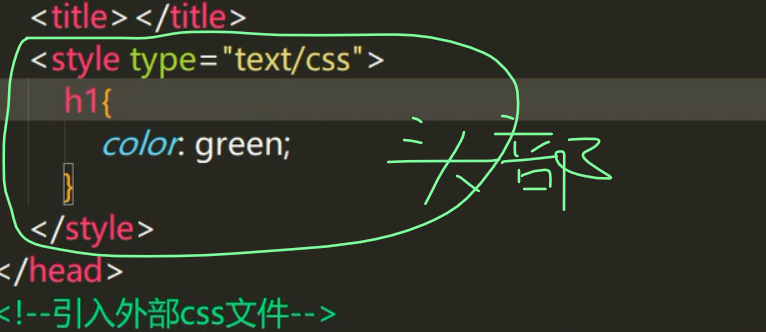 <title></title>
<style type="text/css">
h1{
color: green;
}
头部
</style>
</head>
<!--引入外部css文件-->